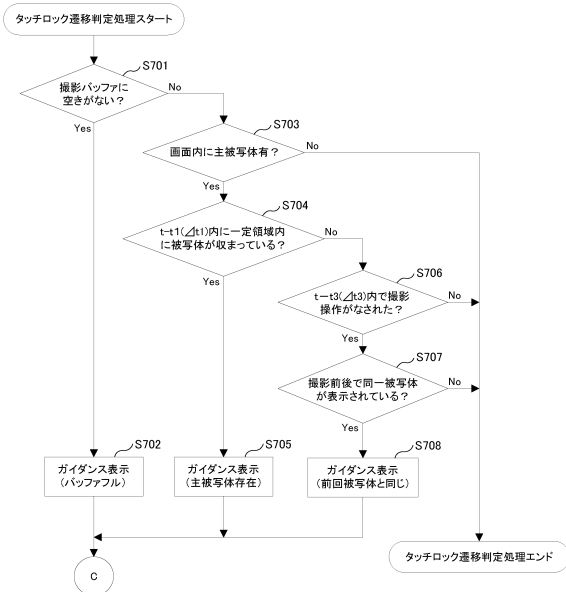 タッチロック遷移判定処理スタート
S701
撮影バッファに
空きがない？
No
Yes
S703
画面内に主被写体有？
No
Yes
S704
t-t1(⊿t1)内に一定領域内
に被写体が収まっている？
No
Yes
S706
t-t3(⊿t3)内で撮影
操作がなされた？
No
Yes
S707
撮影前後で同一被写体
が表示されている？
No
Yes
S702
ガイダンス表示
（バッファフル）
S705
ガイダンス表示
（主被写体存在）
S708
ガイダンス表示
（前回被写体と同じ）
タッチロック遷移判定処理エンド
C